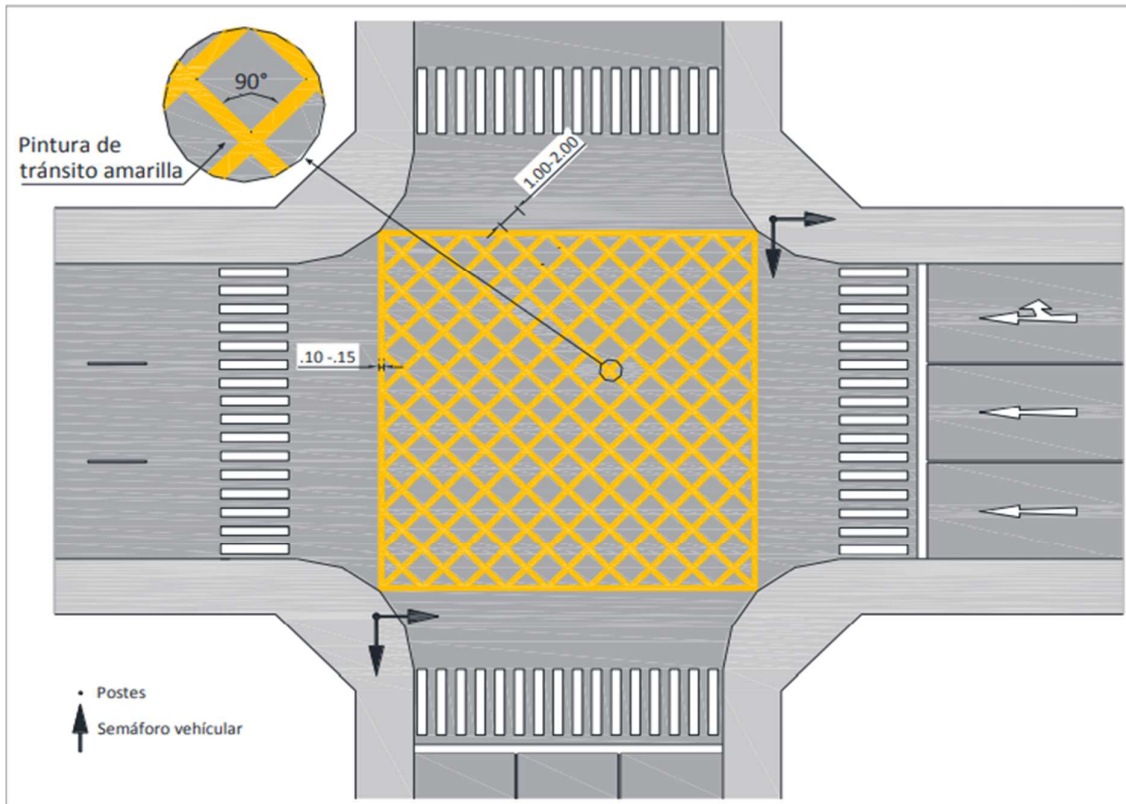 90°
Pintura de
tránsito amarilla
1.00-2.00
.10 -.15
Postes
Semáforo vehícular